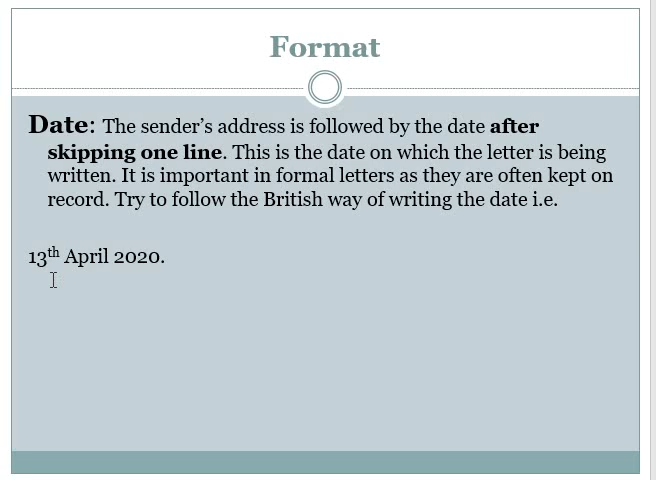 Format
Date: The sender’s address is followed by the date after
skipping one line. This is the date on which the letter is being
written. It is important in formal letters as they are often kept on
record. Try to follow the British way of writing the date i.e.
13th April 2020.